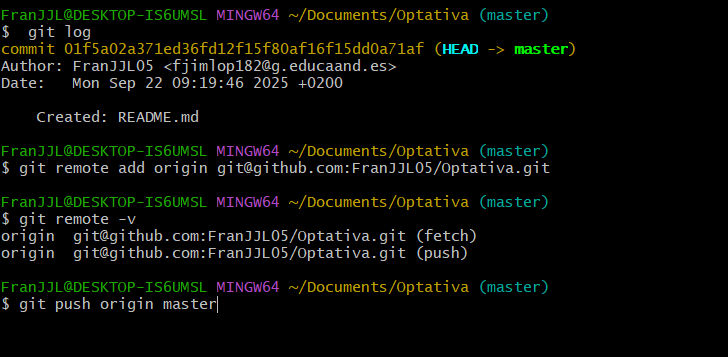 FranJJL@DESKTOP-IS6UMSL MINGW64 ~/Documents/Optativa (master)
$  git log
commit 01f5a02a371ed36fd12f15f80af16f15dd0a71af (HEAD -> master)
Author: FranJJL05 <fjimlop182@g.educaand.es>
Date:   Mon Sep 22 09:19:46 2025 +0200
    Created: README.md
FranJJL@DESKTOP-IS6UMSL MINGW64 ~/Documents/Optativa (master)
$ git remote add origin git@github.com:FranJJL05/Optativa.git
FranJJL@DESKTOP-IS6UMSL MINGW64 ~/Documents/Optativa (master)
$ git remote -v
origin  git@github.com:FranJJL05/Optativa.git (fetch)
origin  git@github.com:FranJJL05/Optativa.git (push)
FranJJL@DESKTOP-IS6UMSL MINGW64 ~/Documents/Optativa (master)
$ git push origin master